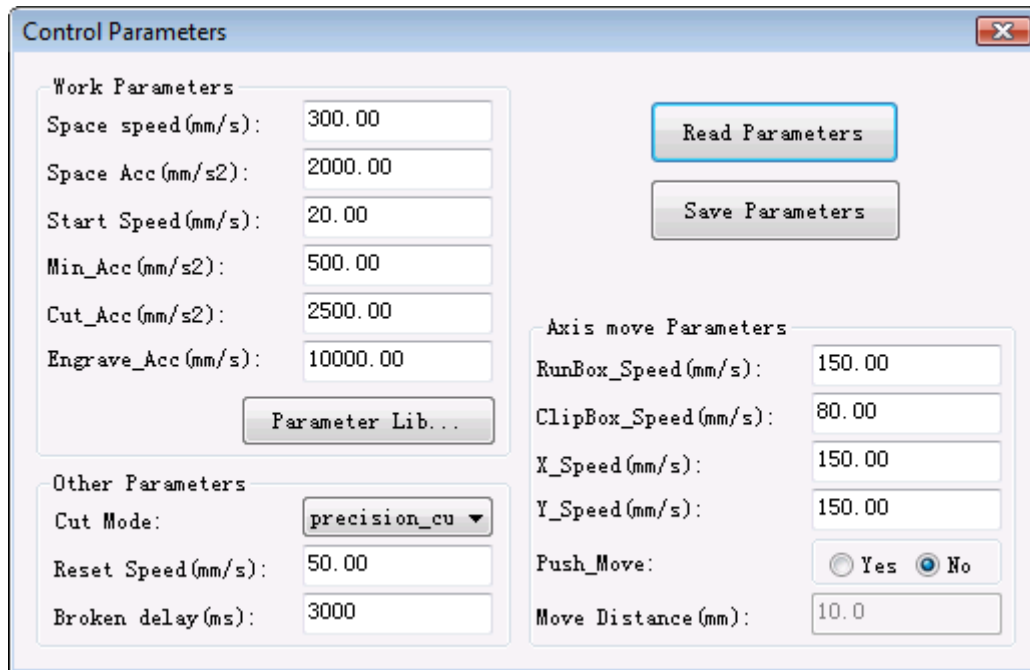 Control Parameters
Work Parameters
Space speed(mm/s): 300.00
Space Acc(mm/s2): 2000.00
Start Speed(mm/s): 20.00
Min_Acc(mm/s2): 500.00
Cut_Acc(mm/s2): 2500.00
Engrave_Acc(mm/s): 10000.00
Parameter Lib...
Other Parameters
Cut Mode: precision_cu
Reset Speed(mm/s): 50.00
Broken delay(ms): 3000
Read Parameters
Save Parameters
Axis move Parameters
RunBox_Speed(mm/s): 150.00
ClipBox_Speed(mm/s): 80.00
X_Speed(mm/s): 150.00
Y_Speed(mm/s): 150.00
Push_Move: Yes No
Move Distance(mm): 10.0